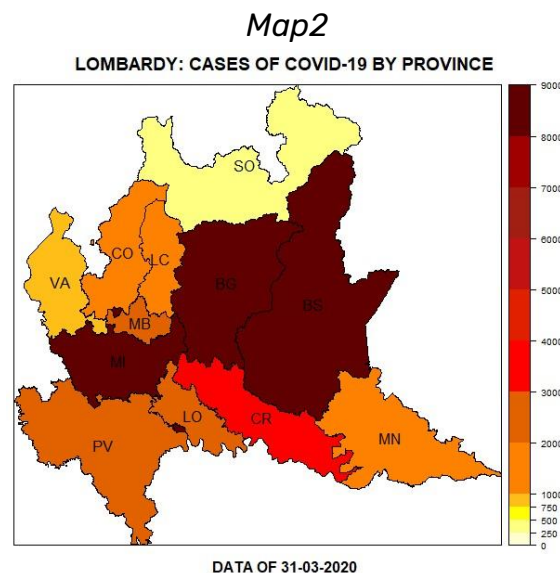 Map2
LOMBARDY: CASES OF COVID-19 BY PROVINCE
9000
8000
7000
6000
5000
4000
3000
2000
1000
750
500
250
0
SO
CO
LC
VA
BG
BS
MB
MI
LO
CR
PV
MN
DATA OF 31-03-2020